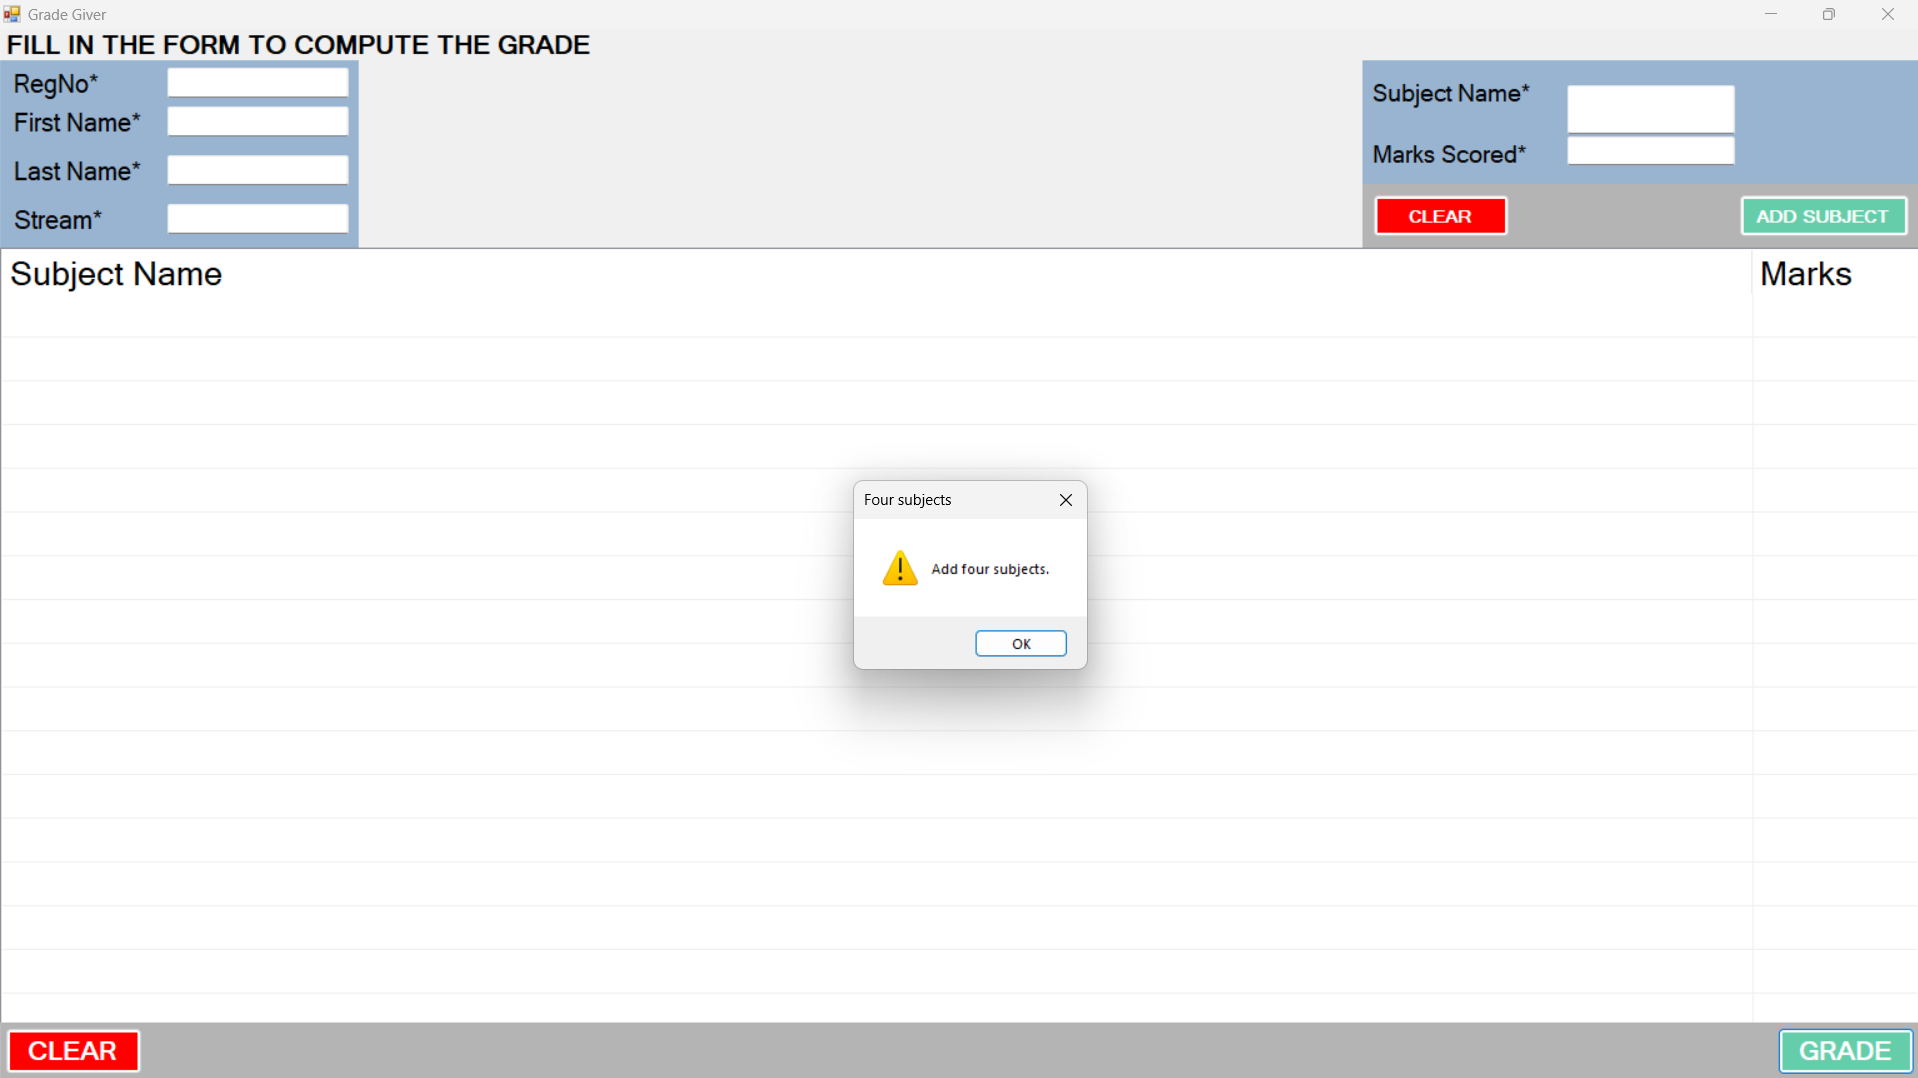 Grade Giver
FILL IN THE FORM TO COMPUTE THE GRADE
RegNo*
First Name*
Last Name*
Stream*
Subject Name*
Marks Scored*
CLEAR
ADD SUBJECT
Subject Name
Marks
Four subjects
Add four subjects.
OK
CLEAR
GRADE